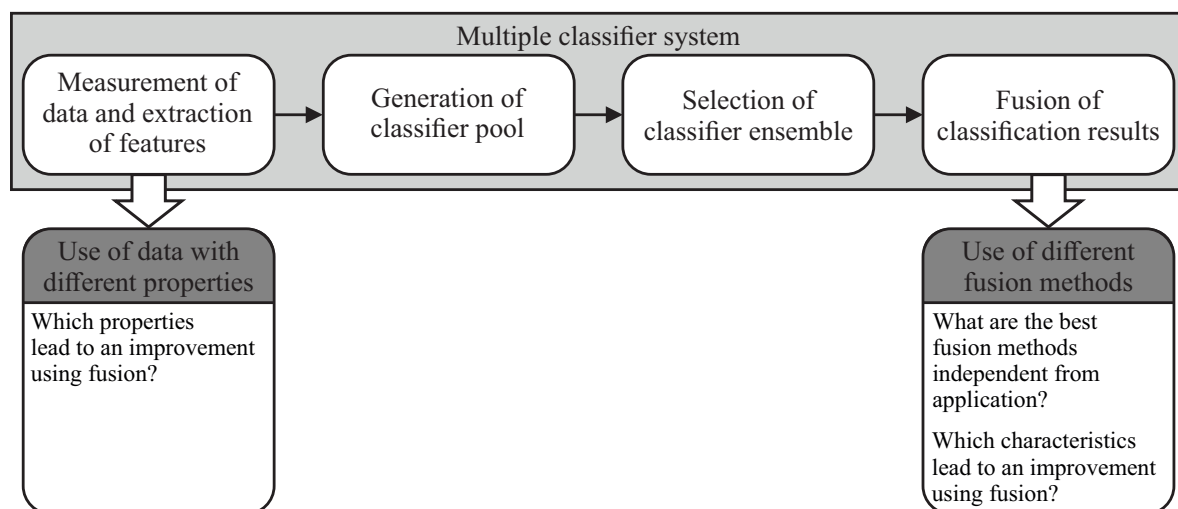 Multiple classifier system
Measurement of
data and extraction
of features
Generation of
classifier pool
Selection of
classifier ensemble
Fusion of
classification results
Use of data with
different properties
Which properties
lead to an improvement
using fusion?
Use of different
fusion methods
What are the best
fusion methods
independent from
application?
Which characteristics
lead to an improvement
using fusion?